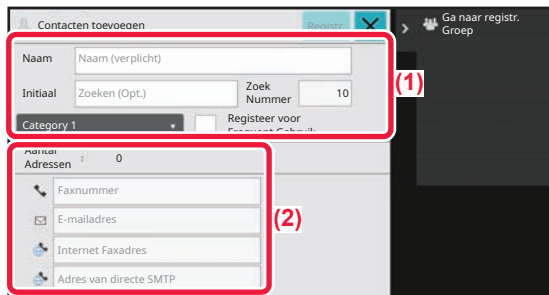 Contacten toevoegen
Registr.
Ga naar registr.
Groep
Naam
Naam (verplicht)
(1)
Initiaal
Zoeken (Opt.)
Zoek
Nummer
10
Category 1
Registeer voor
Frequent Gebruik
Aantal
Adressen : 0
Faxnummer
E-mailadres
(2)
Internet Faxadres
Adres van directe SMTP